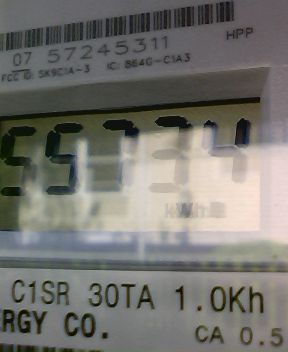 07 57245311
HPP
FCC ID: SK9C1A-3 IC: 864G-C1A3
55734
kWh
C1SR 30TA 1.0Kh
RGY CO.
CA 0.5